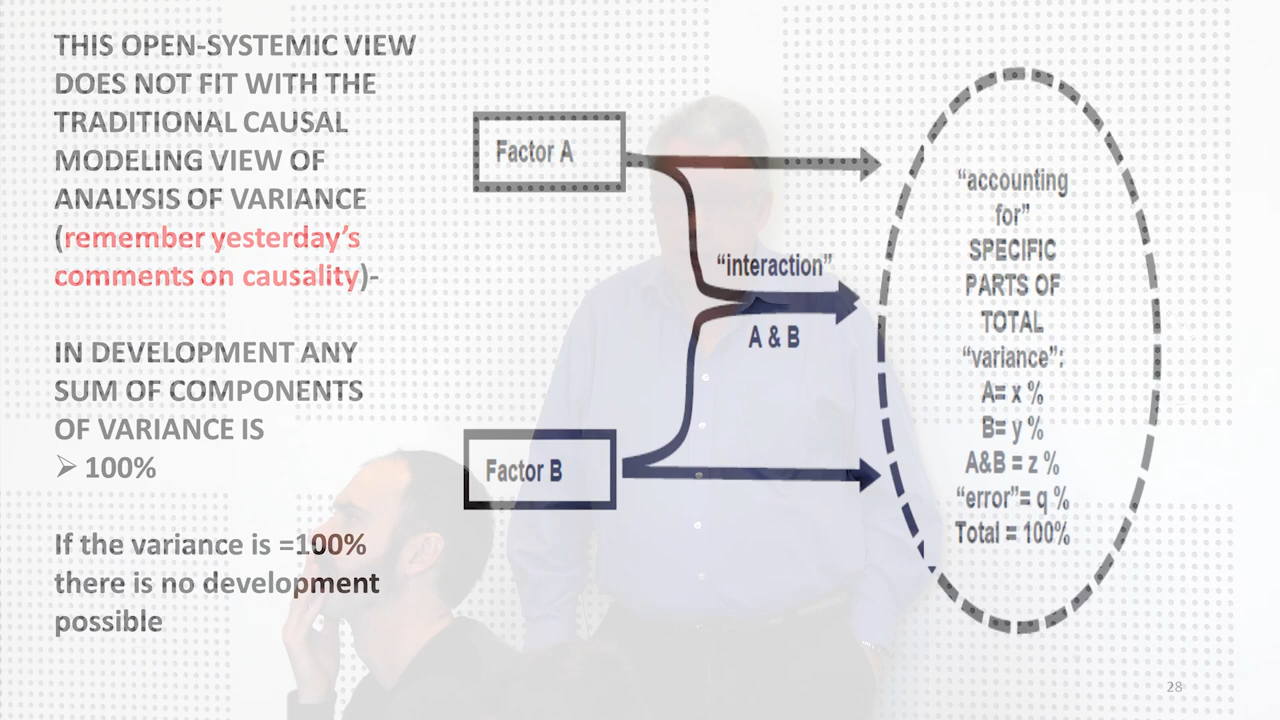 THIS OPEN-SYSTEMIC VIEW
DOES NOT FIT WITH THE
TRADITIONAL CAUSAL
MODELING VIEW OF
ANALYSIS OF VARIANCE
(remember yesterday's
comments on causality)-
IN DEVELOPMENT ANY
SUM OF COMPONENTS
OF VARIANCE IS
➢ 100%
If the variance is =100%
there is no development
possible
Factor A
“interaction”
A & B
Factor B
“accounting
for”
SPECIFIC
PARTS OF
TOTAL
“variance”:
A= x %
B= y %
A&B = z %
“error”= q %
Total = 100%
28